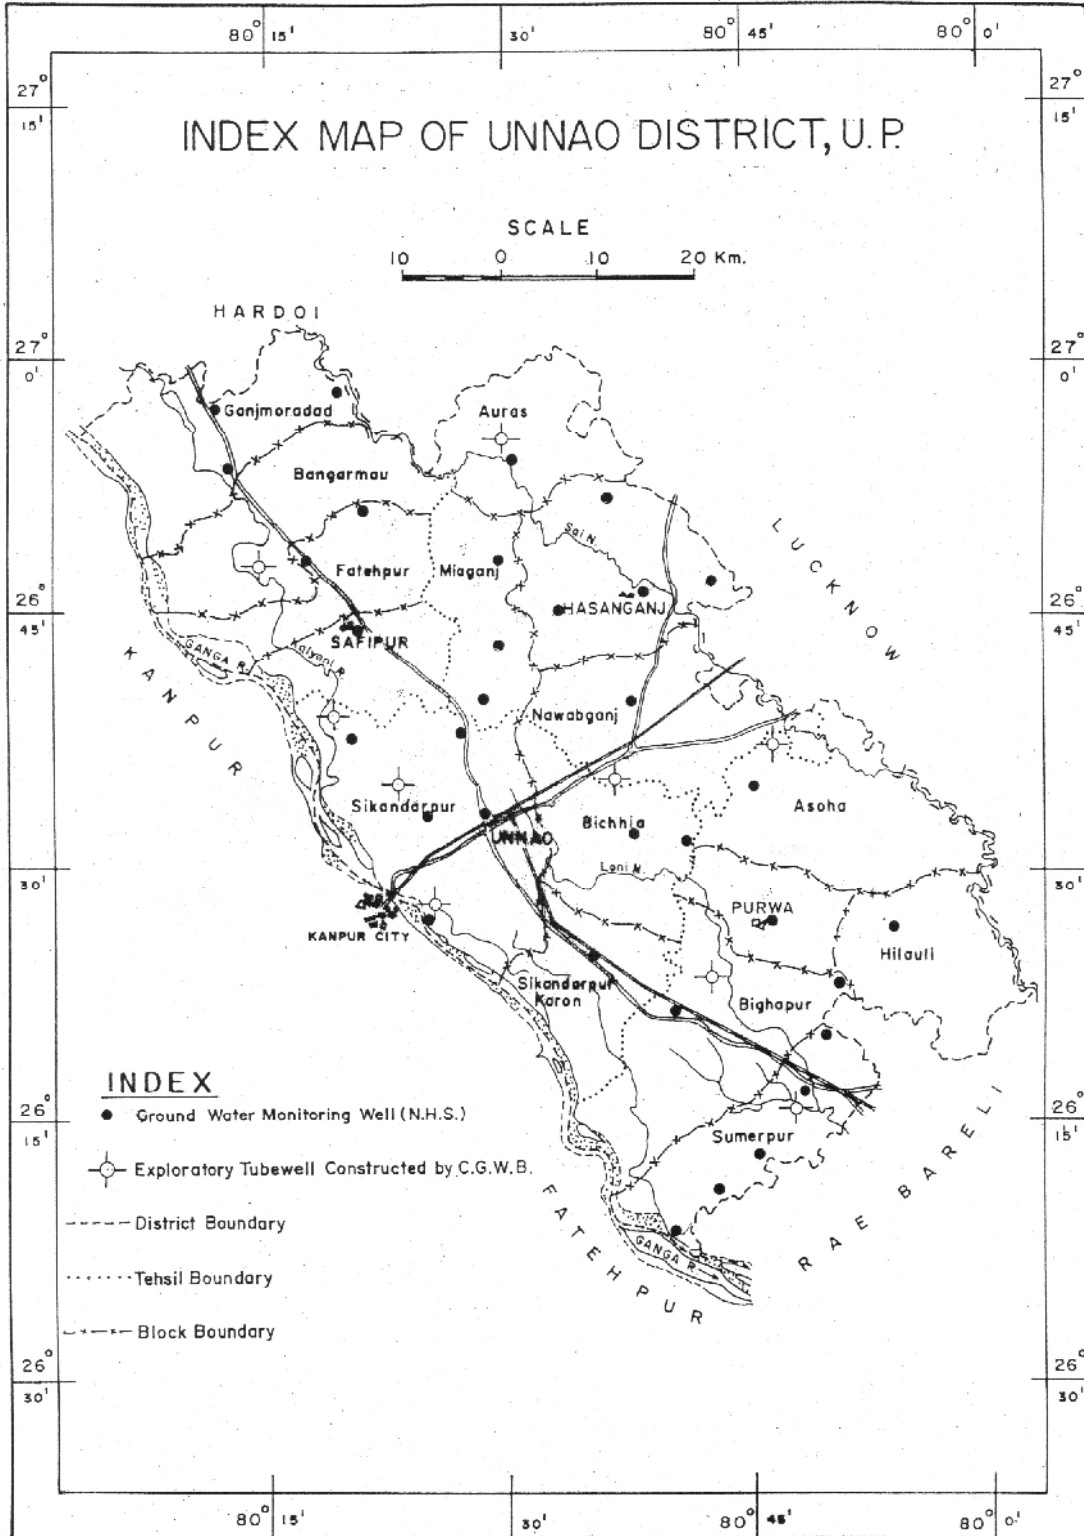 80° 15' 30' 80° 45' 80° 0'
27° 15' 27° 15'
INDEX MAP OF UNNAO DISTRICT, U.P.
SCALE
10 0 10 20 Km.
HARDOI
27° 0' 27° 0'
Ganjmoradad
Auras
Bangarmau
Sai N.
LUCKNOW
Fatehpur
Miaganj
HASANGANJ
26° 45' 26° 45'
SAFIPUR
GANGA R.
Kalyani R.
KANPUR
Nawabganj
Sikandarpur
Asoha
Bichhia
UNNAO
Loni N.
30' 30'
PURWA
KANPUR CITY
Hilauli
Sikandarpur
Karon
Bighapur
INDEX
Ground Water Monitoring Well (N.H.S.)
26° 15' 26° 15'
Sumerpur
Exploratory Tubewell Constructed by C.G.W.B.
RAE BARELI
FATEHPUR
District Boundary
GANGA R.
Tehsil Boundary
Block Boundary
26° 30' 26° 30'
80° 15' 30' 80° 45' 80° 0'